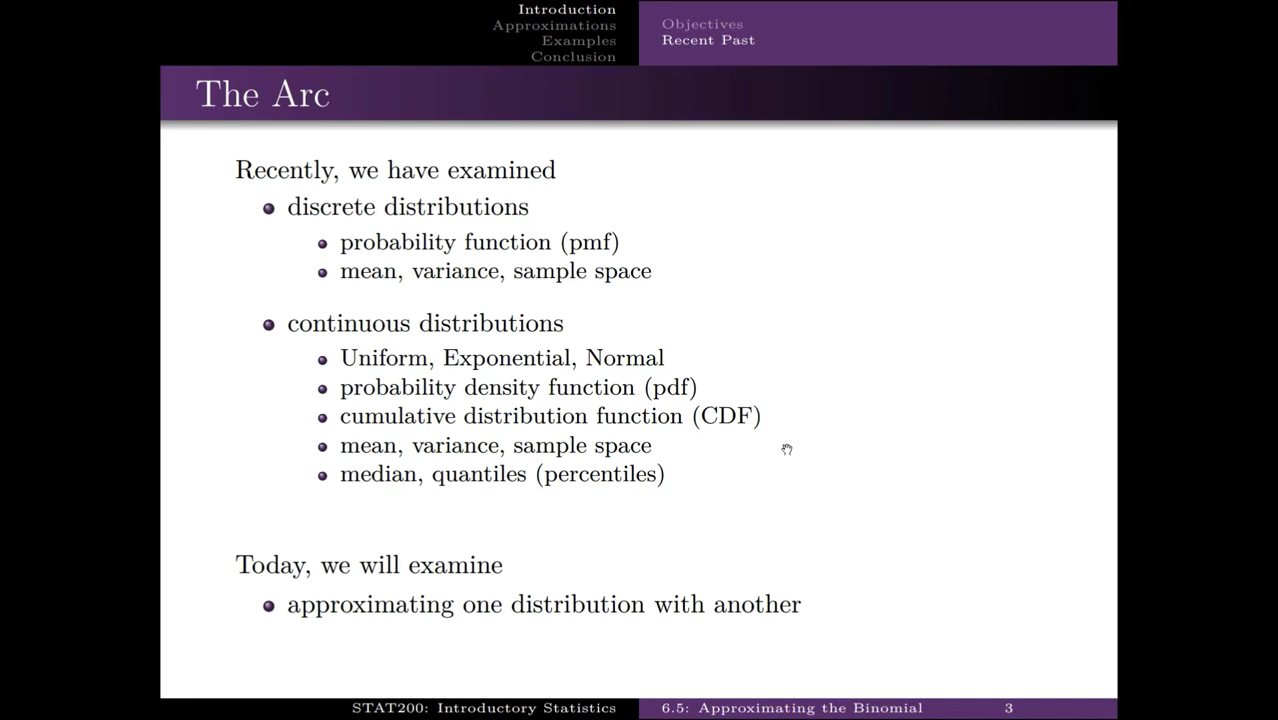 Introduction
Approximations
Examples
Conclusion
Objectives
Recent Past
The Arc
Recently, we have examined
discrete distributions
probability function (pmf)
mean, variance, sample space
continuous distributions
Uniform, Exponential, Normal
probability density function (pdf)
cumulative distribution function (CDF)
mean, variance, sample space
median, quantiles (percentiles)
Today, we will examine
approximating one distribution with another
STAT200: Introductory Statistics
6.5: Approximating the Binomial
3